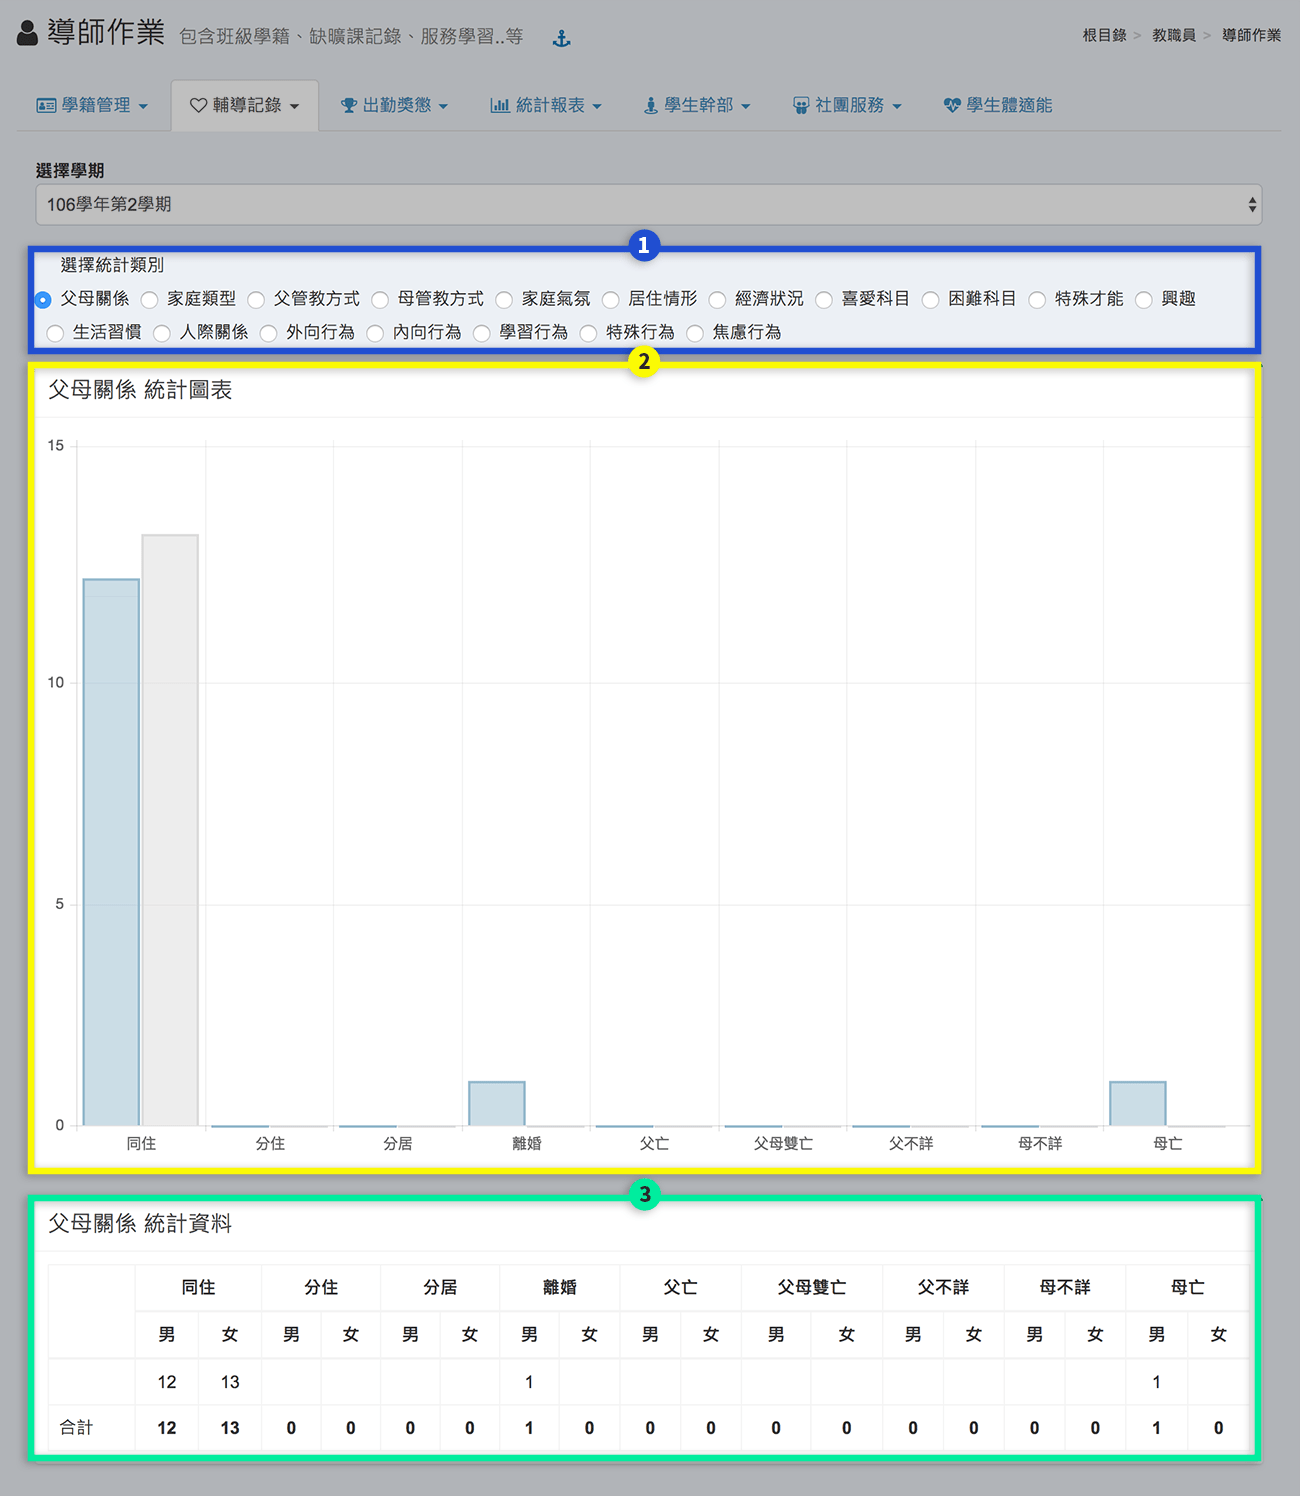 導師作業 包含班級學籍、缺曠課記錄、服務學習..等
根目錄 > 教職員 > 導師作業
學籍管理 輔導記錄 出勤獎懲 統計報表 學生幹部 社團服務 學生體適能
選擇學期
106學年第2學期
1
選擇統計類別
父母關係 家庭類型 父管教方式 母管教方式 家庭氣氛 居住情形 經濟狀況 喜愛科目 困難科目 特殊才能 興趣
生活習慣 人際關係 外向行為 內向行為 學習行為 特殊行為 焦慮行為
2
父母關係 統計圖表
15
10
5
0
同住 分住 分居 離婚 父亡 父母雙亡 父不詳 母不詳 母亡
3
父母關係 統計資料
同住 分住 分居 離婚 父亡 父母雙亡 父不詳 母不詳 母亡
男 女 男 女 男 女 男 女 男 女 男 女 男 女 男 女 男 女
12 13 1 1
合計 12 13 0 0 0 0 1 0 0 0 0 0 0 0 0 0 1 0